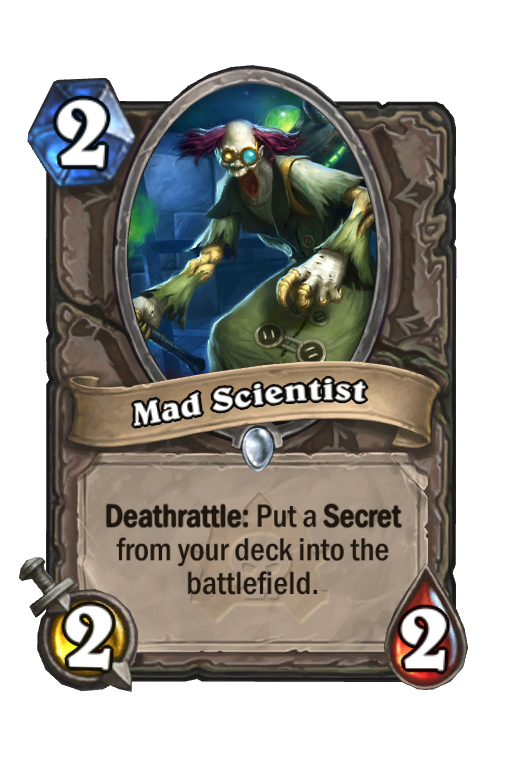 2
Mad Scientist
Deathrattle: Put a Secret
from your deck into the
battlefield.
2
2